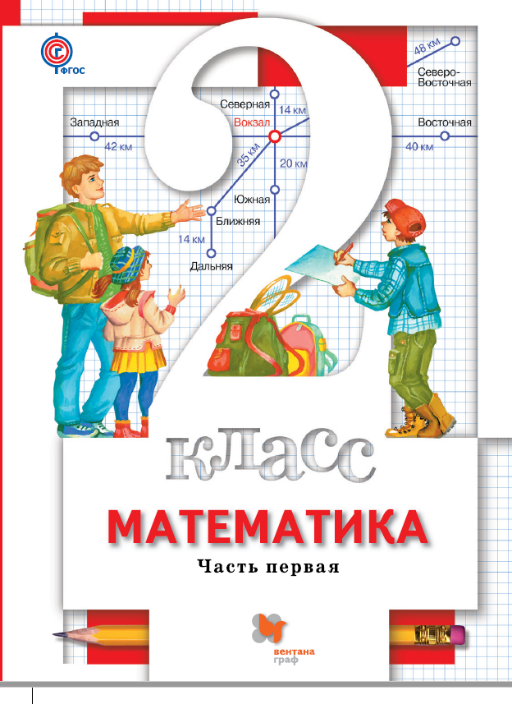 2
ФГОС
48 км
Северо-
Восточная
Северная
14 км
Западная
Вокзал
Восточная
42 км
35 км
20 км
40 км
Южная
Ближняя
14 км
Дальняя
класс
МАТЕМАТИКА
Часть первая
вентана
граф